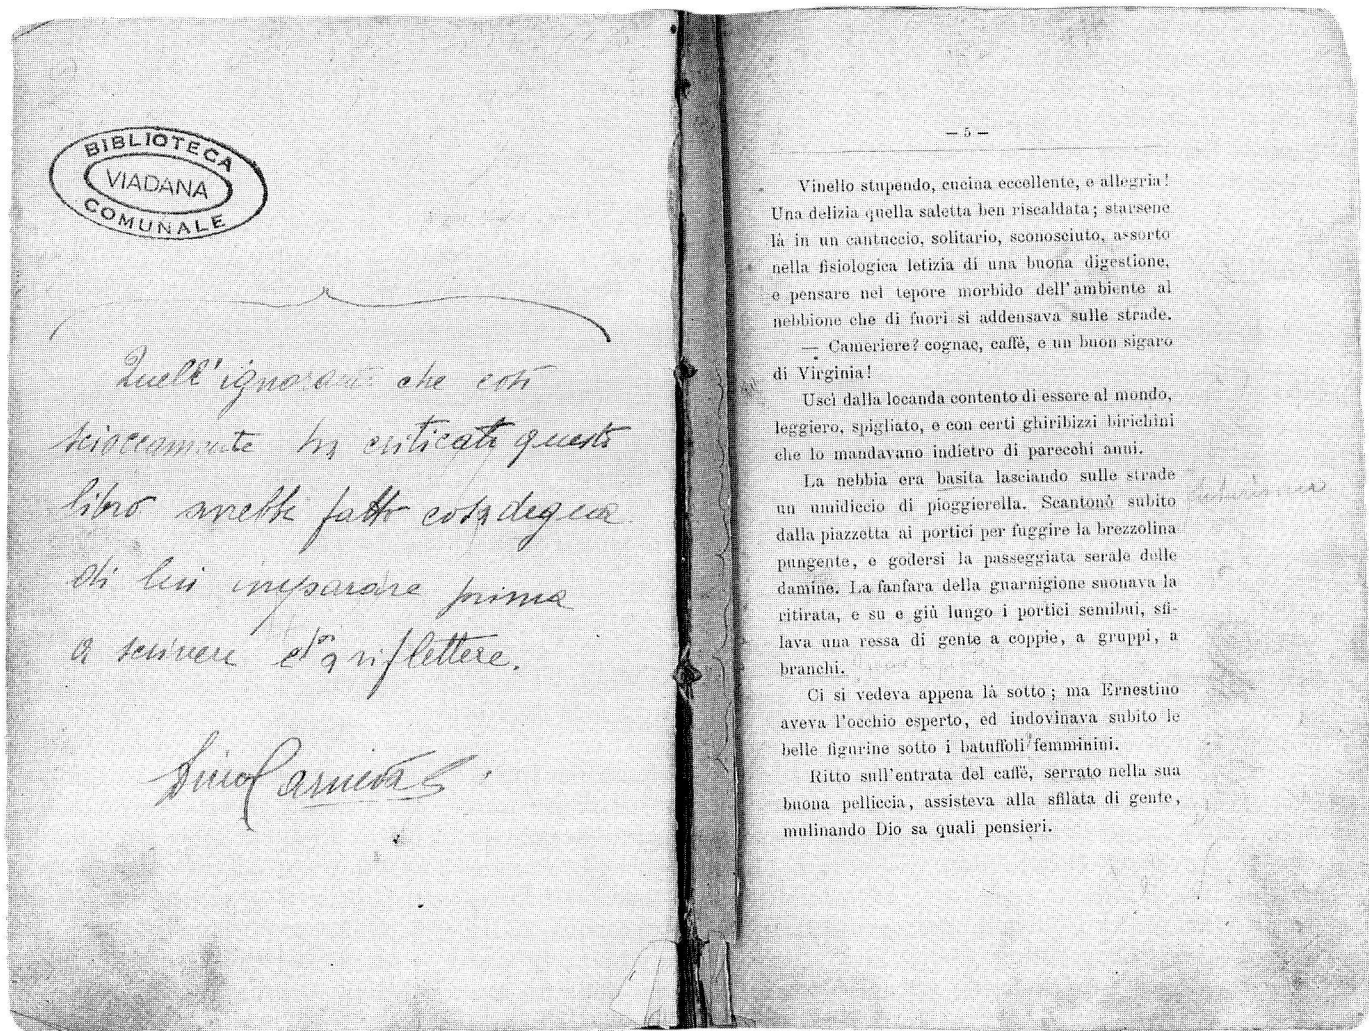 BIBLIOTECA
VIADANA
COMUNALE
Quell'ignorante che così
scioccamente ha criticato questo
libro avrebbe fatto cosa degna
di lui imparare prima
a scrivere e a riflettere.
— 5 —
Vinello stupendo, cucina eccellente, e allegria!
Una delizia quella saletta ben riscaldata; starsene
là in un cantuccio, solitario, sconosciuto, assorto
nella fisiologica letizia di una buona digestione,
e pensare nel tepore morbido dell'ambiente al
nebbione che di fuori si addensava sulle strade.
— Cameriere? cognac, caffè, e un buon sigaro
di Virginia!
Uscì dalla locanda contento di essere al mondo,
leggiero, spigliato, e con certi ghiribizzi birichini
che lo mandavano indietro di parecchi anni.
La nebbia era basita lasciando sulle strade
un umidiccio di pioggierella. Scantonò subito
dalla piazzetta ai portici per fuggire la brezzolina
pungente, e godersi la passeggiata serale delle
damine. La fanfara della guarnigione suonava la
ritirata, e su e giù lungo i portici semibui, sfi-
lava una ressa di gente a coppie, a gruppi, a
branchi.
Ci si vedeva appena là sotto; ma Ernestino
aveva l'occhio esperto, ed indovinava subito le
belle figurine sotto i batuffoli femminini.
Ritto sull'entrata del caffè, serrato nella sua
buona pelliccia, assisteva alla sfilata di gente,
mulinando Dio sa quali pensieri.